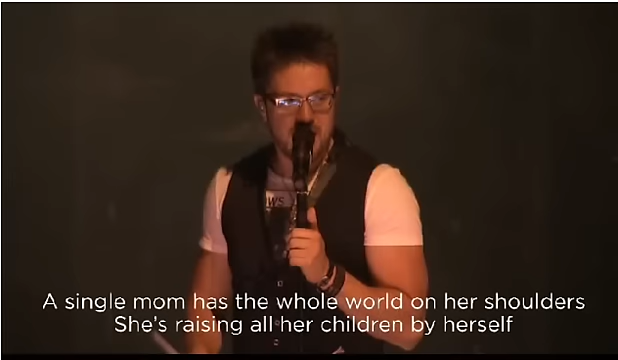 A single mom has the whole world on her shoulders
She's raising all her children by herself